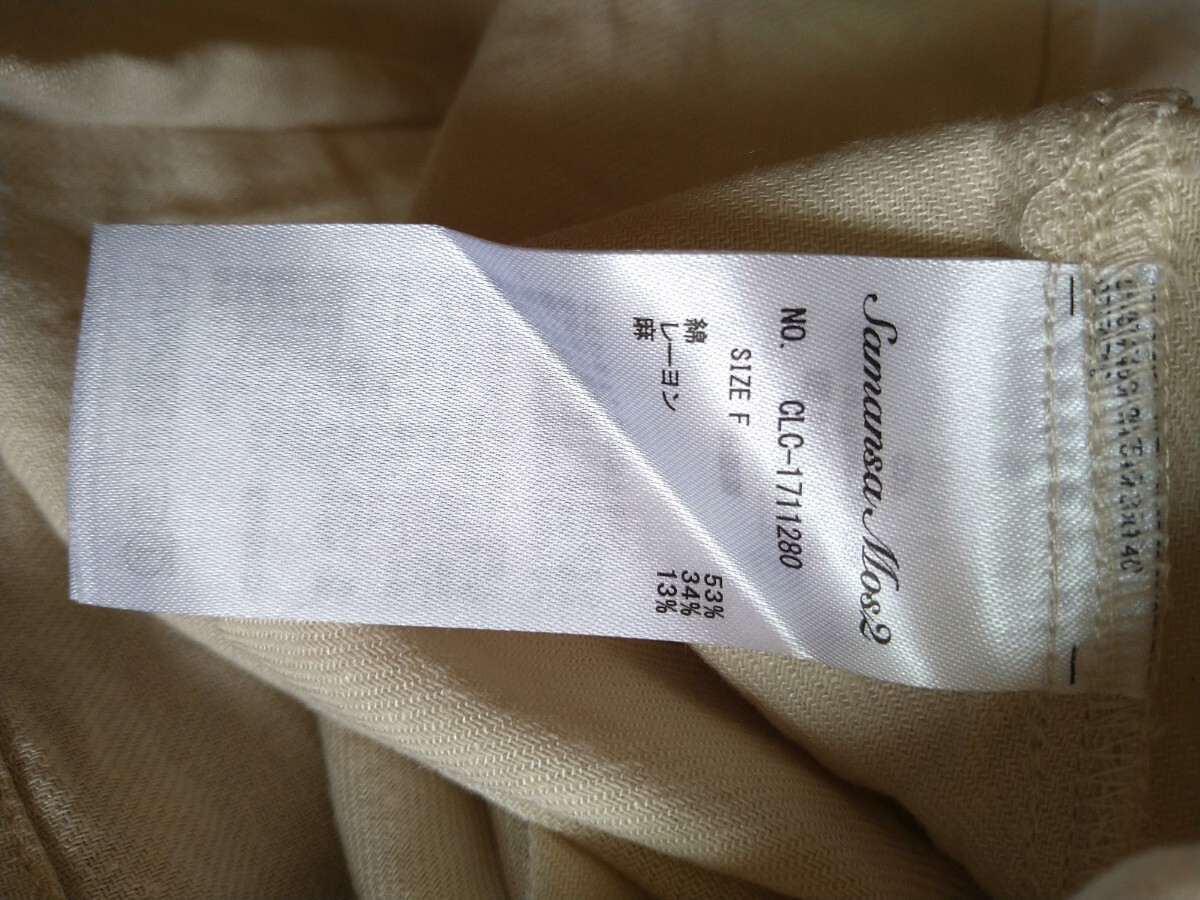 Samansa Mos2
NO. CLC-1711280
SIZE F
綿 53%
レーヨン 34%
麻 13%